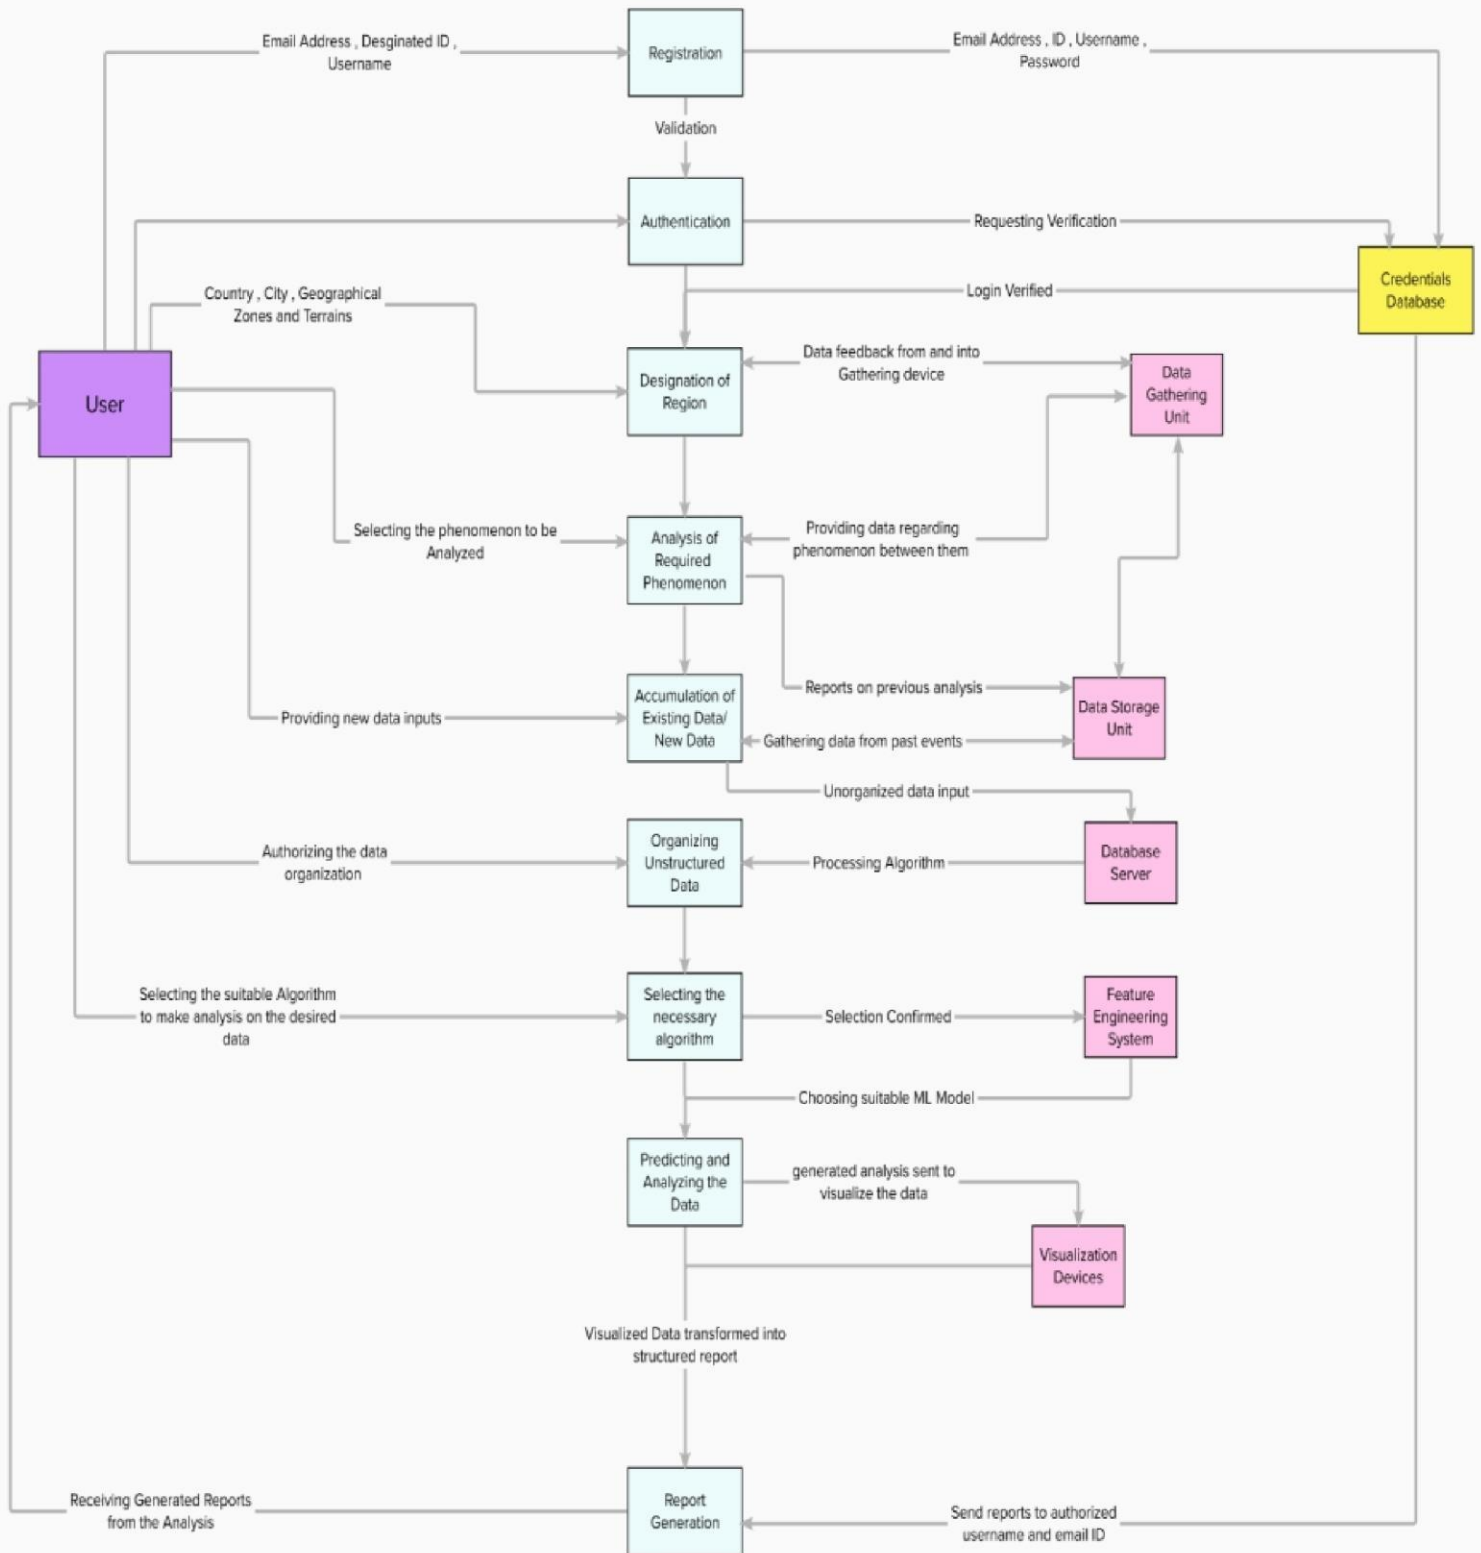 Email Address , Desginated ID ,
Username
Registration
Email Address , ID , Username ,
Password
Validation
Authentication
Requesting Verification
Credentials
Database
Login Verified
Country , City , Geographical
Zones and Terrains
User
Designation of
Region
Data feedback from and into
Gathering device
Data
Gathering
Unit
Selecting the phenomenon to be
Analyzed
Analysis of
Required
Phenomenon
Providing data regarding
phenomenon between them
Reports on previous analysis
Providing new data inputs
Accumulation of
Existing Data/
New Data
Gathering data from past events
Data Storage
Unit
Unorganized data input
Authorizing the data
organization
Organizing
Unstructured
Data
Processing Algorithm
Database
Server
Selecting the suitable Algorithm
to make analysis on the desired
data
Selecting the
necessary
algorithm
Selection Confirmed
Feature
Engineering
System
Choosing suitable ML Model
Predicting and
Analyzing the
Data
generated analysis sent to
visualize the data
Visualization
Devices
Visualized Data transformed into
structured report
Receiving Generated Reports
from the Analysis
Report
Generation
Send reports to authorized
username and email ID